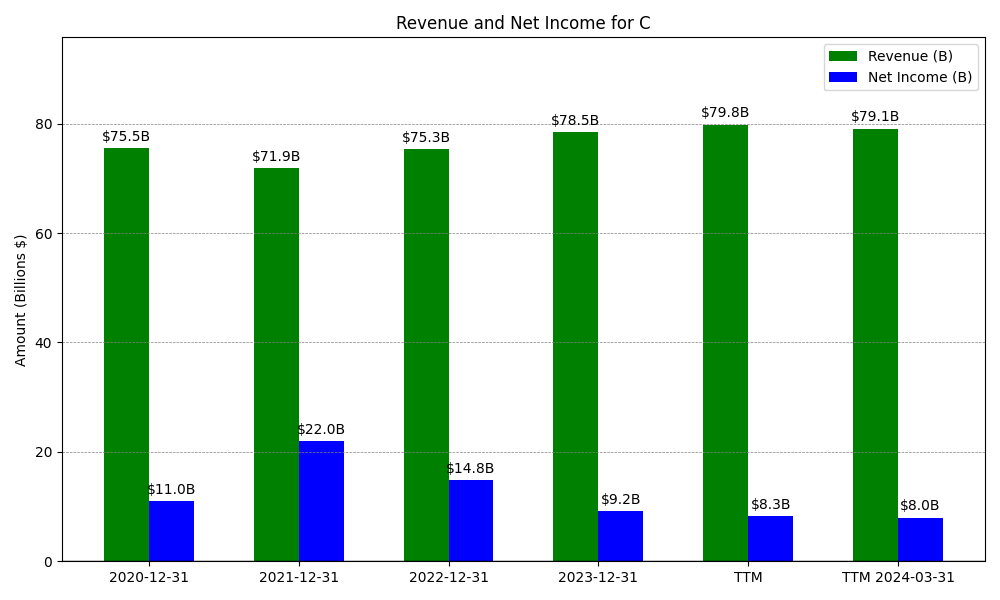 Revenue and Net Income for C
Revenue (B)
Net Income (B)
Amount (Billions $)
80
60
40
20
0
$75.5B
$71.9B
$75.3B
$78.5B
$79.8B
$79.1B
$11.0B
$22.0B
$14.8B
$9.2B
$8.3B
$8.0B
2020-12-31
2021-12-31
2022-12-31
2023-12-31
TTM
TTM 2024-03-31